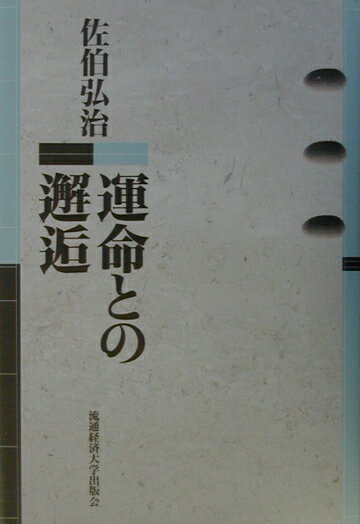 佐伯弘治
運命との
邂逅
流通経済大学出版会